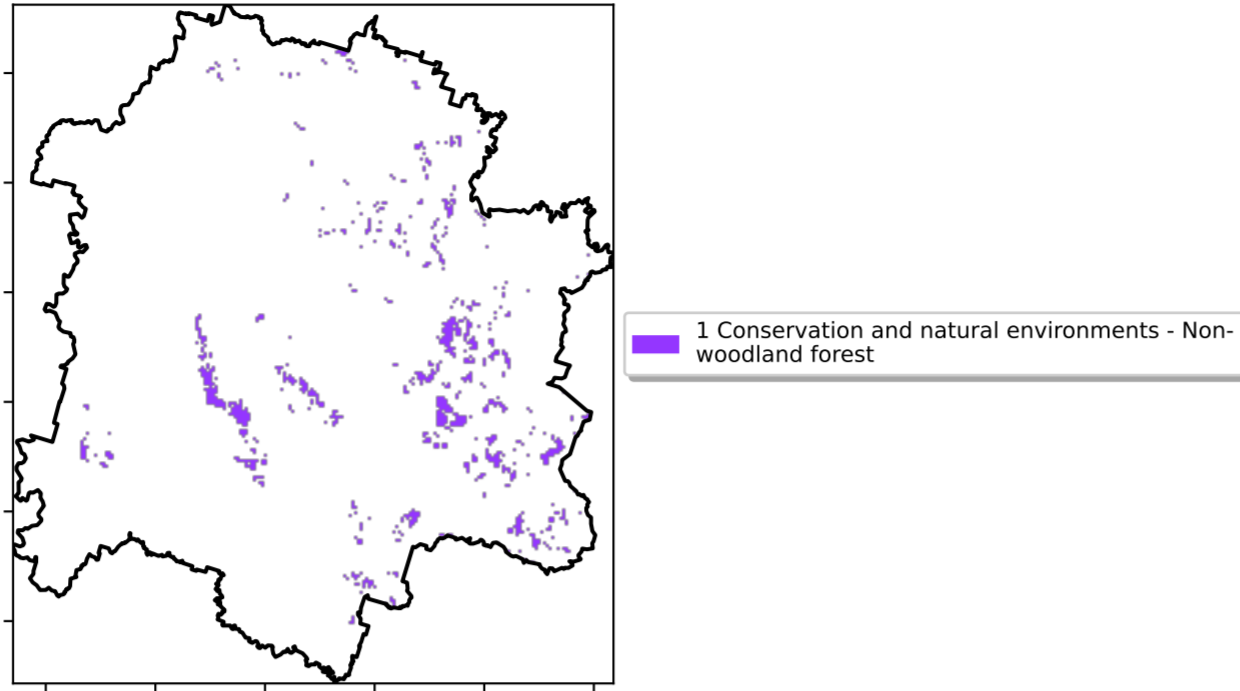 1 Conservation and natural environments - Non-
woodland forest